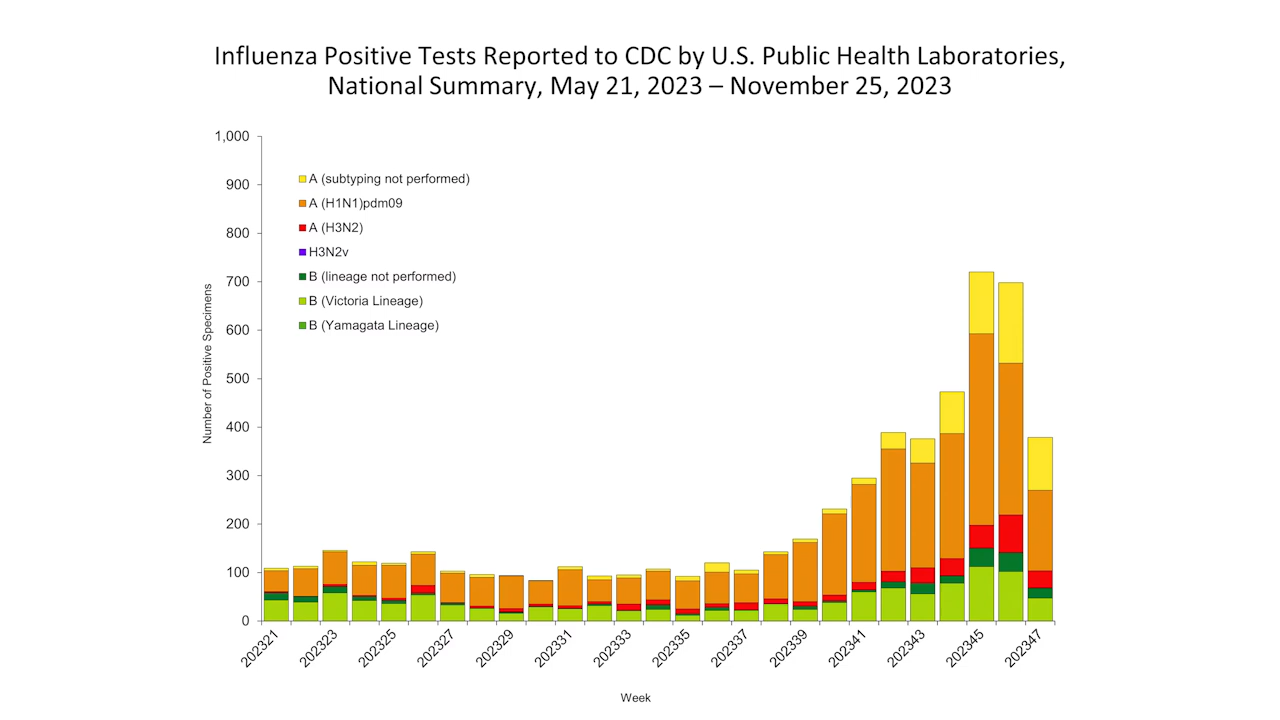 Influenza Positive Tests Reported to CDC by U.S. Public Health Laboratories,
National Summary, May 21, 2023 – November 25, 2023
1,000
900
800
700
600
500
400
300
200
100
0
Number of Positive Specimens
A (subtyping not performed)
A (H1N1)pdm09
A (H3N2)
H3N2v
B (lineage not performed)
B (Victoria Lineage)
B (Yamagata Lineage)
202321
202323
202325
202327
202329
202331
202333
202335
202337
202339
202341
202343
202345
202347
Week